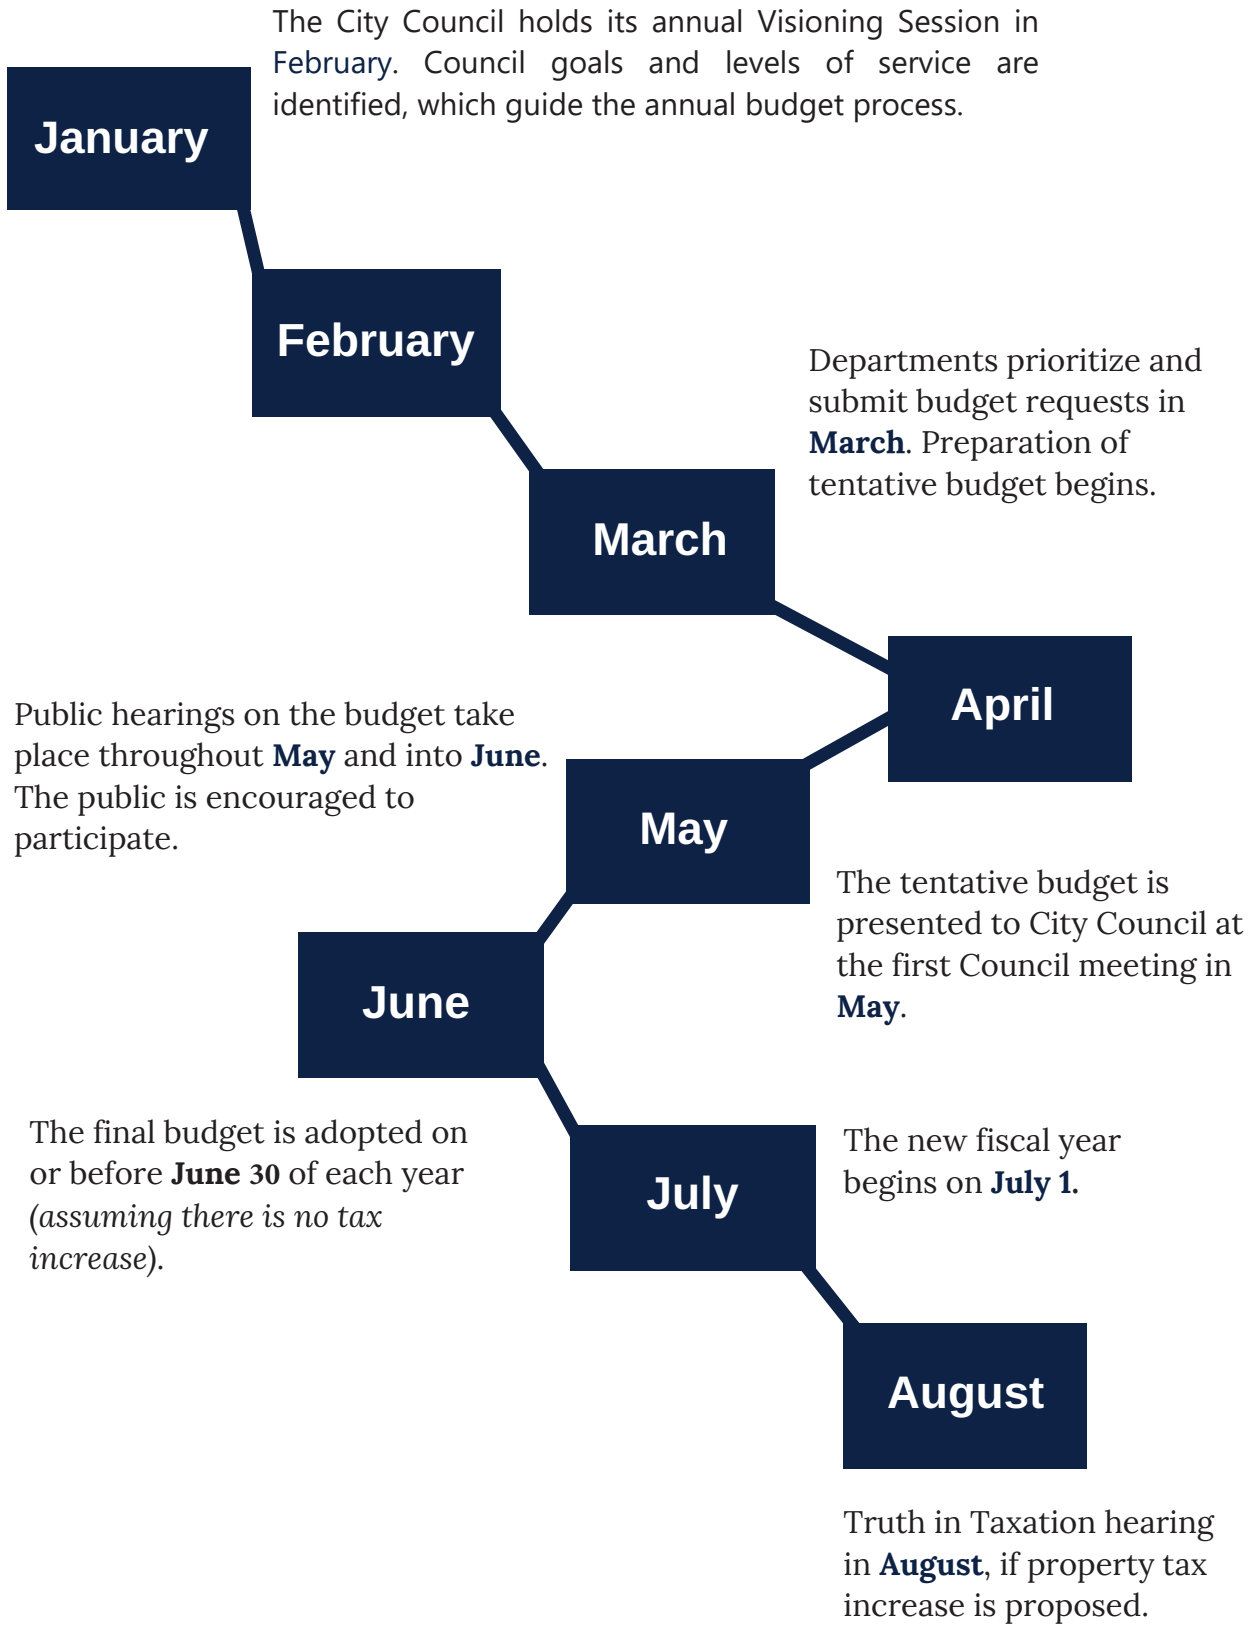 The City Council holds its annual Visioning Session in
February. Council goals and levels of service are
identified, which guide the annual budget process.
January
February
Departments prioritize and
submit budget requests in
March. Preparation of
tentative budget begins.
March
April
Public hearings on the budget take
place throughout May and into June.
The public is encouraged to
participate.
May
The tentative budget is
presented to City Council at
the first Council meeting in
May.
June
The final budget is adopted on
or before June 30 of each year
(assuming there is no tax
increase).
July
The new fiscal year
begins on July 1.
August
Truth in Taxation hearing
in August, if property tax
increase is proposed.